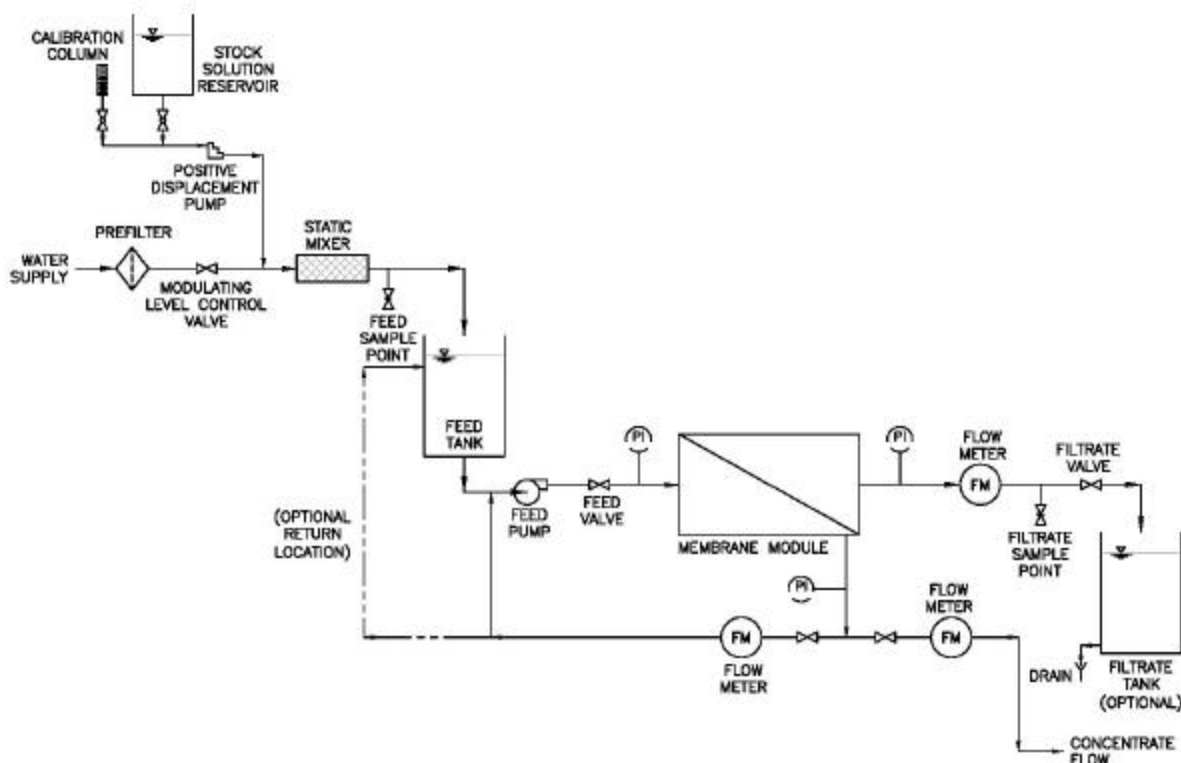 CALIBRATION
COLUMN
STOCK
SOLUTION
RESERVOIR
POSITIVE
DISPLACEMENT
PUMP
PREFILTER
STATIC
MIXER
WATER
SUPPLY
MODULATING
LEVEL CONTROL
VALVE
FEED
SAMPLE
POINT
FEED
TANK
(OPTIONAL
RETURN
LOCATION)
FEED
PUMP
FEED
VALVE
PI
MEMBRANE MODULE
PI
FLOW
METER
FM
FILTRATE
VALVE
FILTRATE
SAMPLE
POINT
PI
FM
FLOW
METER
FLOW
METER
FM
DRAIN
FILTRATE
TANK
(OPTIONAL)
CONCENTRATE
FLOW